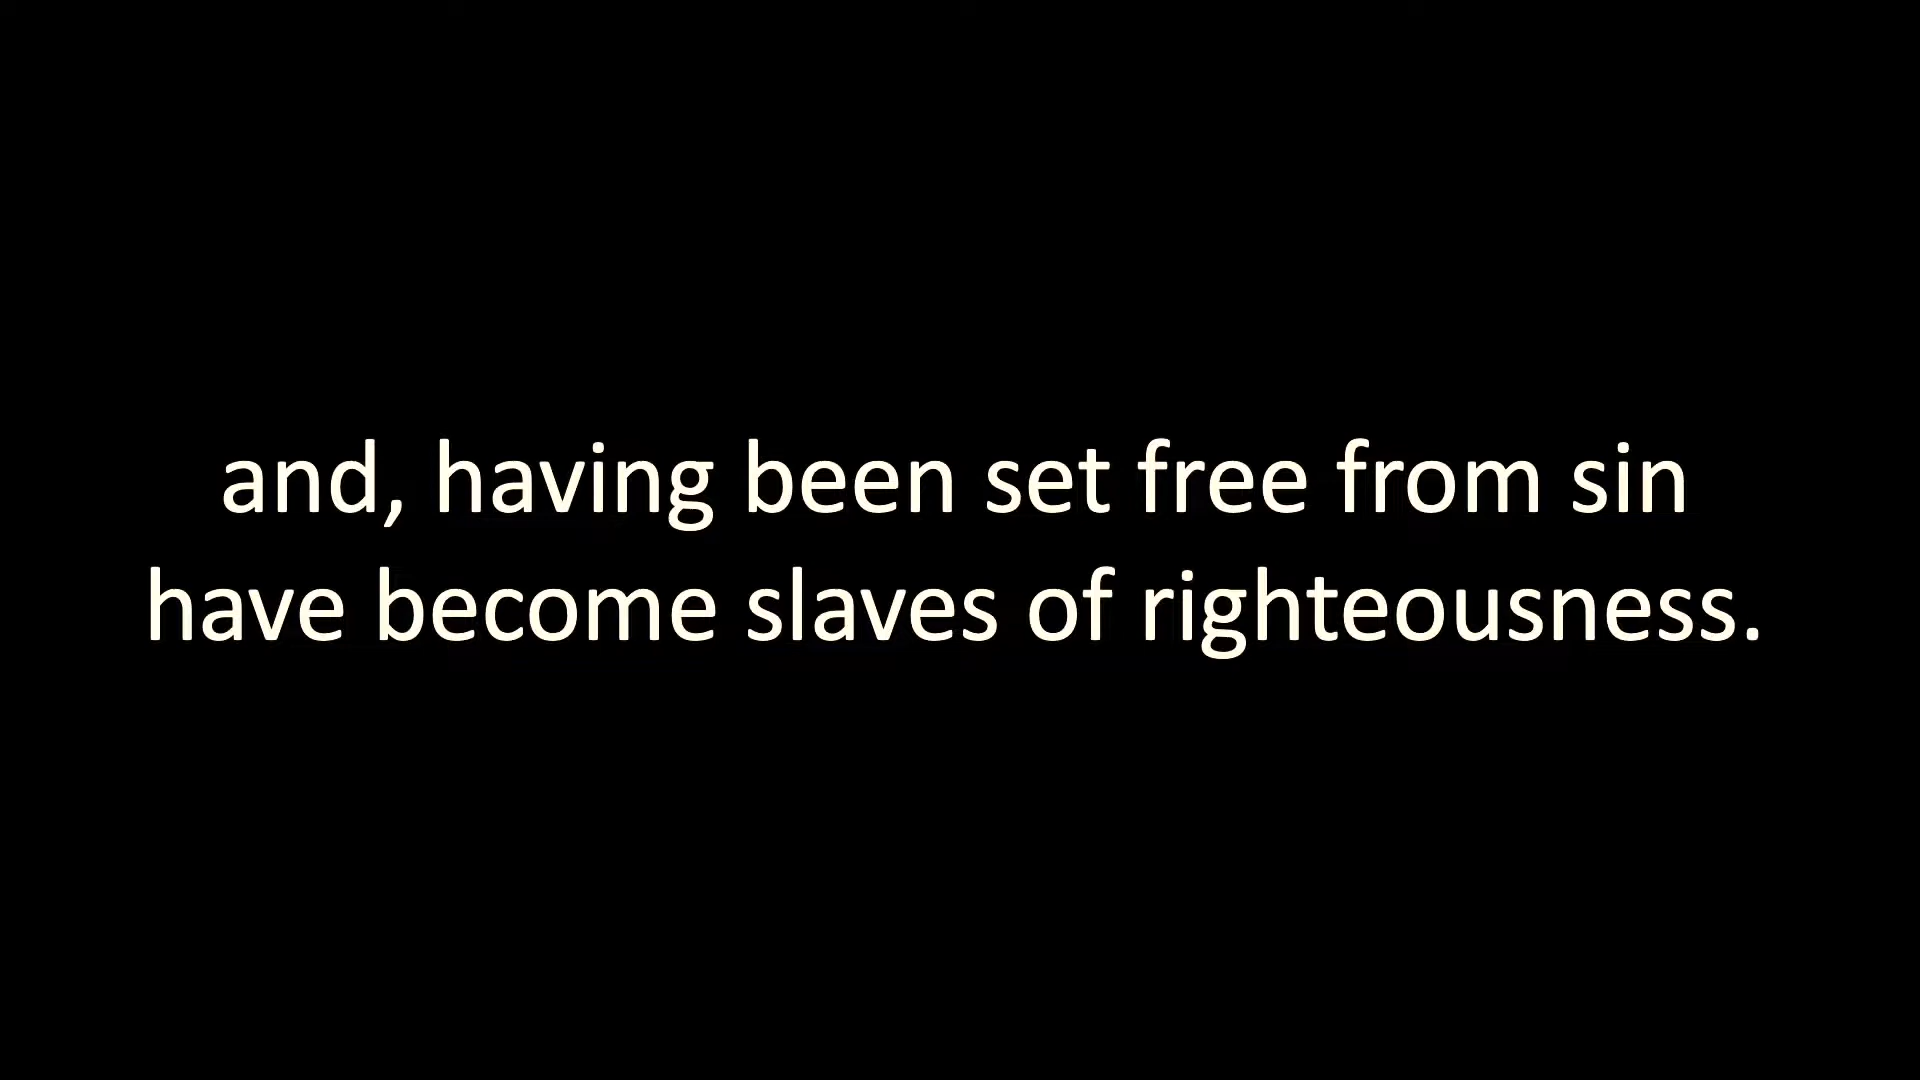 and, having been set free from sin
have become slaves of righteousness.